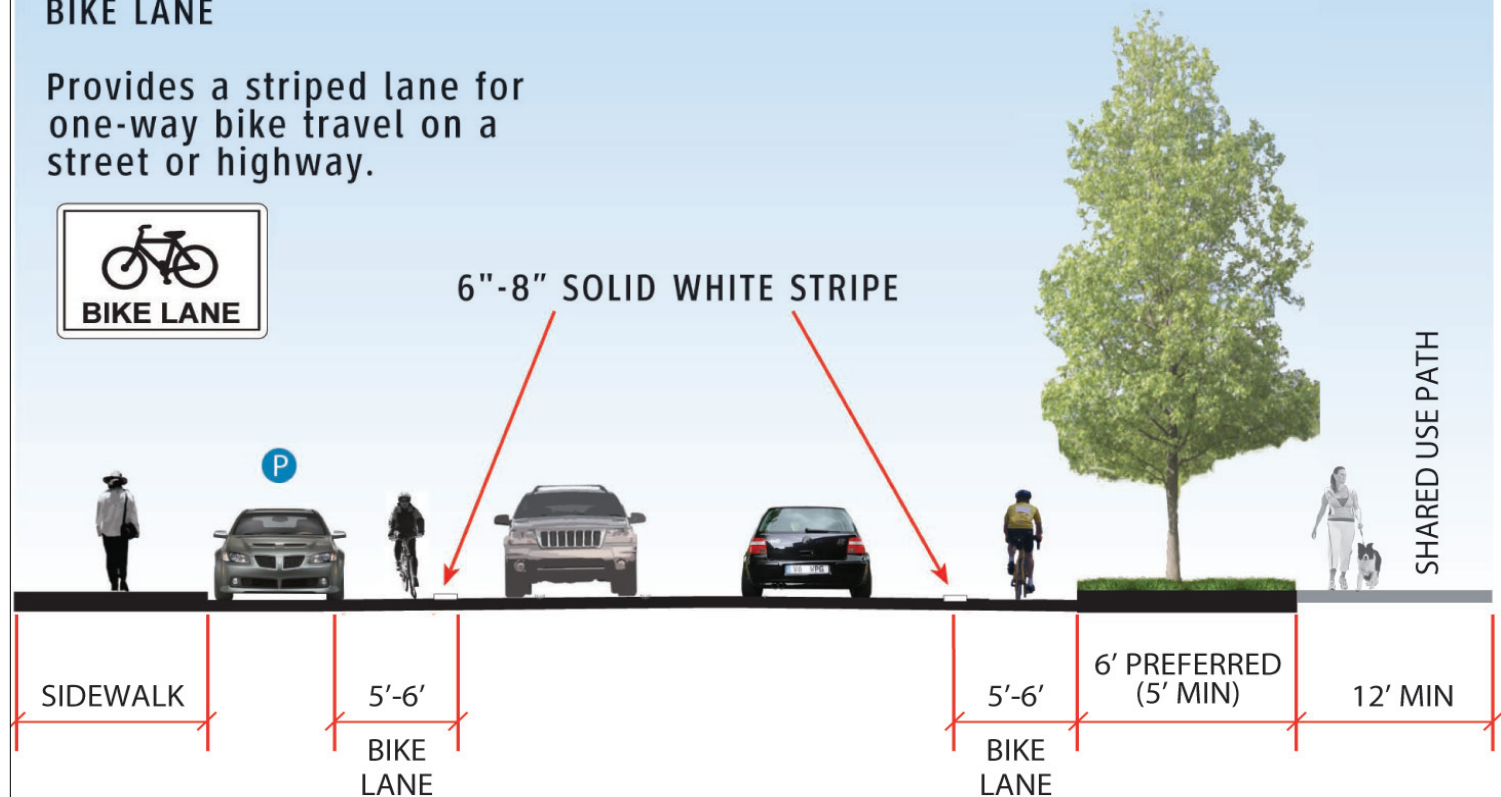 BIKE LANE
Provides a striped lane for
one-way bike travel on a
street or highway.
BIKE LANE
6"-8” SOLID WHITE STRIPE
P
SHARED USE PATH
SIDEWALK
5’-6’
BIKE
LANE
5’-6’
BIKE
LANE
6’ PREFERRED
(5’ MIN)
12’ MIN